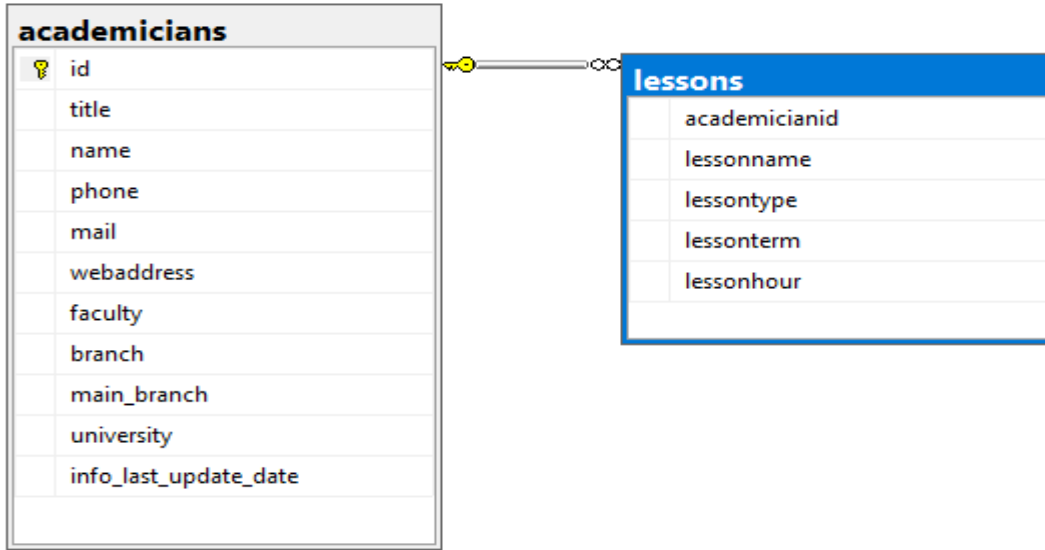 academicians
id
title
name
phone
mail
webaddress
faculty
branch
main_branch
university
info_last_update_date
lessons
academicianid
lessonname
lessontype
lessonterm
lessonhour